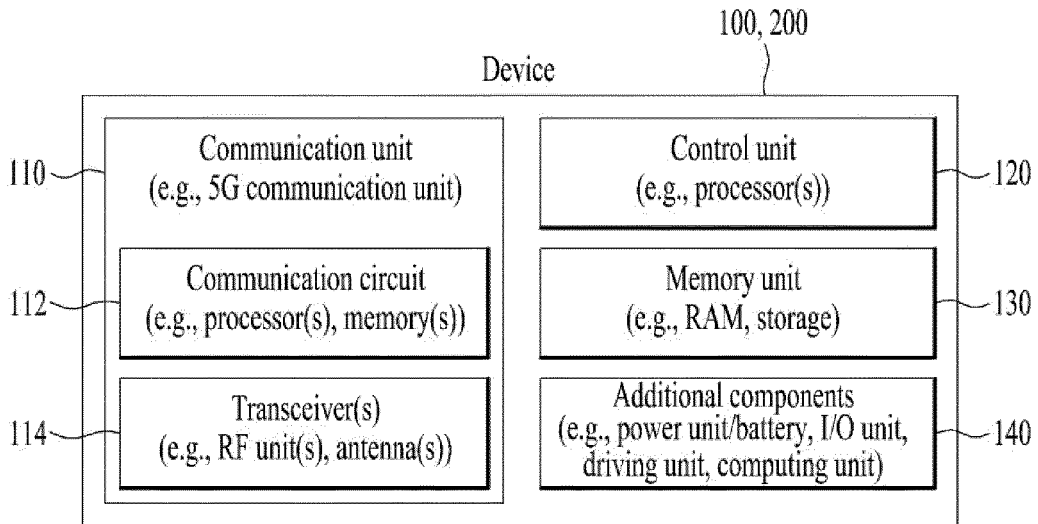 100, 200
Device
110
Communication unit
(e.g., 5G communication unit)
112
Communication circuit
(e.g., processor(s), memory(s))
114
Transceiver(s)
(e.g., RF unit(s), antenna(s))
Control unit
(e.g., processor(s))
120
Memory unit
(e.g., RAM, storage)
130
Additional components
(e.g., power unit/battery, I/O unit,
driving unit, computing unit)
140